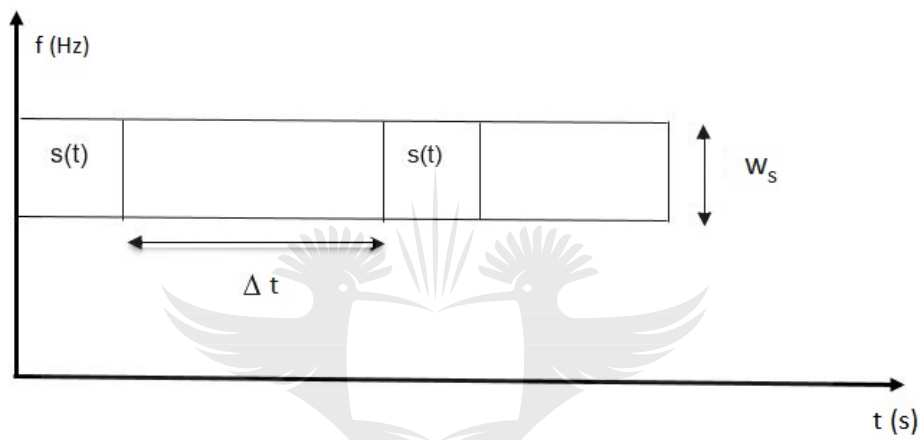 f (Hz)
s(t)
s(t)
Wₛ
Δ t
t (s)